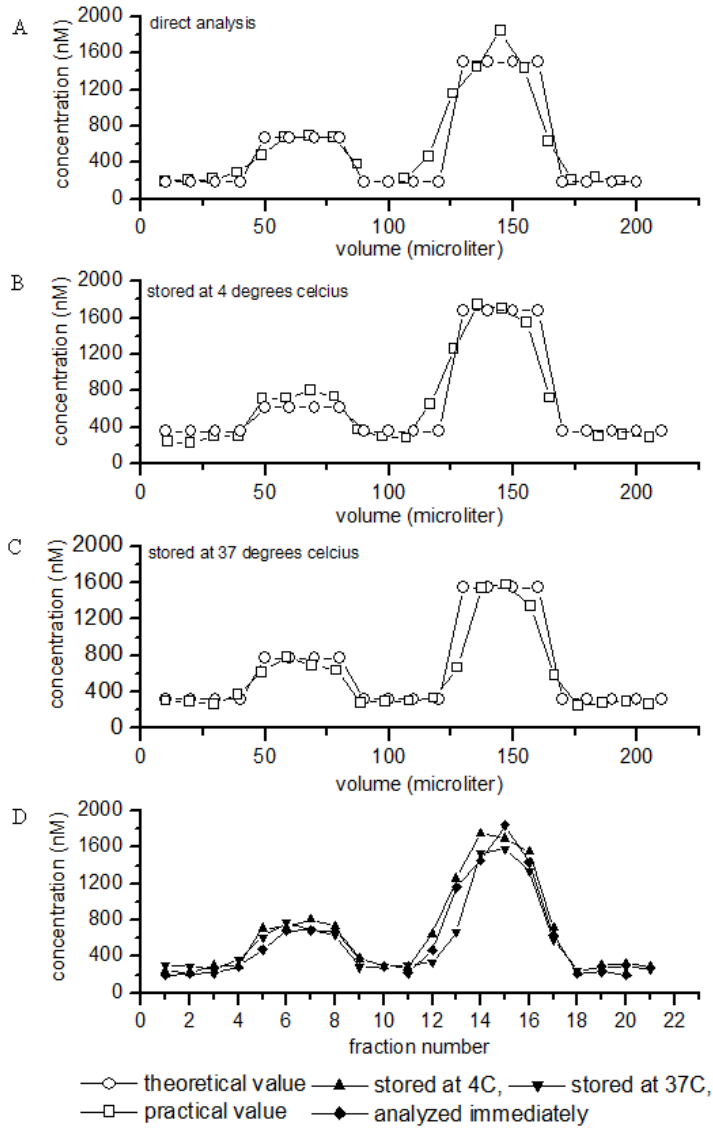 A
direct analysis
concentration (nM)
2000
1600
1200
800
400
0
0 50 100 150 200
volume (microliter)
B
stored at 4 degrees celcius
concentration (nM)
2000
1600
1200
800
400
0
0 50 100 150 200
volume (microliter)
C
stored at 37 degrees celcius
concentration (nM)
2000
1600
1200
800
400
0
0 50 100 150 200
volume (microliter)
D
concentration (nM)
2000
1600
1200
800
400
0
0 2 4 6 8 10 12 14 16 18 20 22
fraction number
theoretical value stored at 4C, stored at 37C,
practical value analyzed immediately